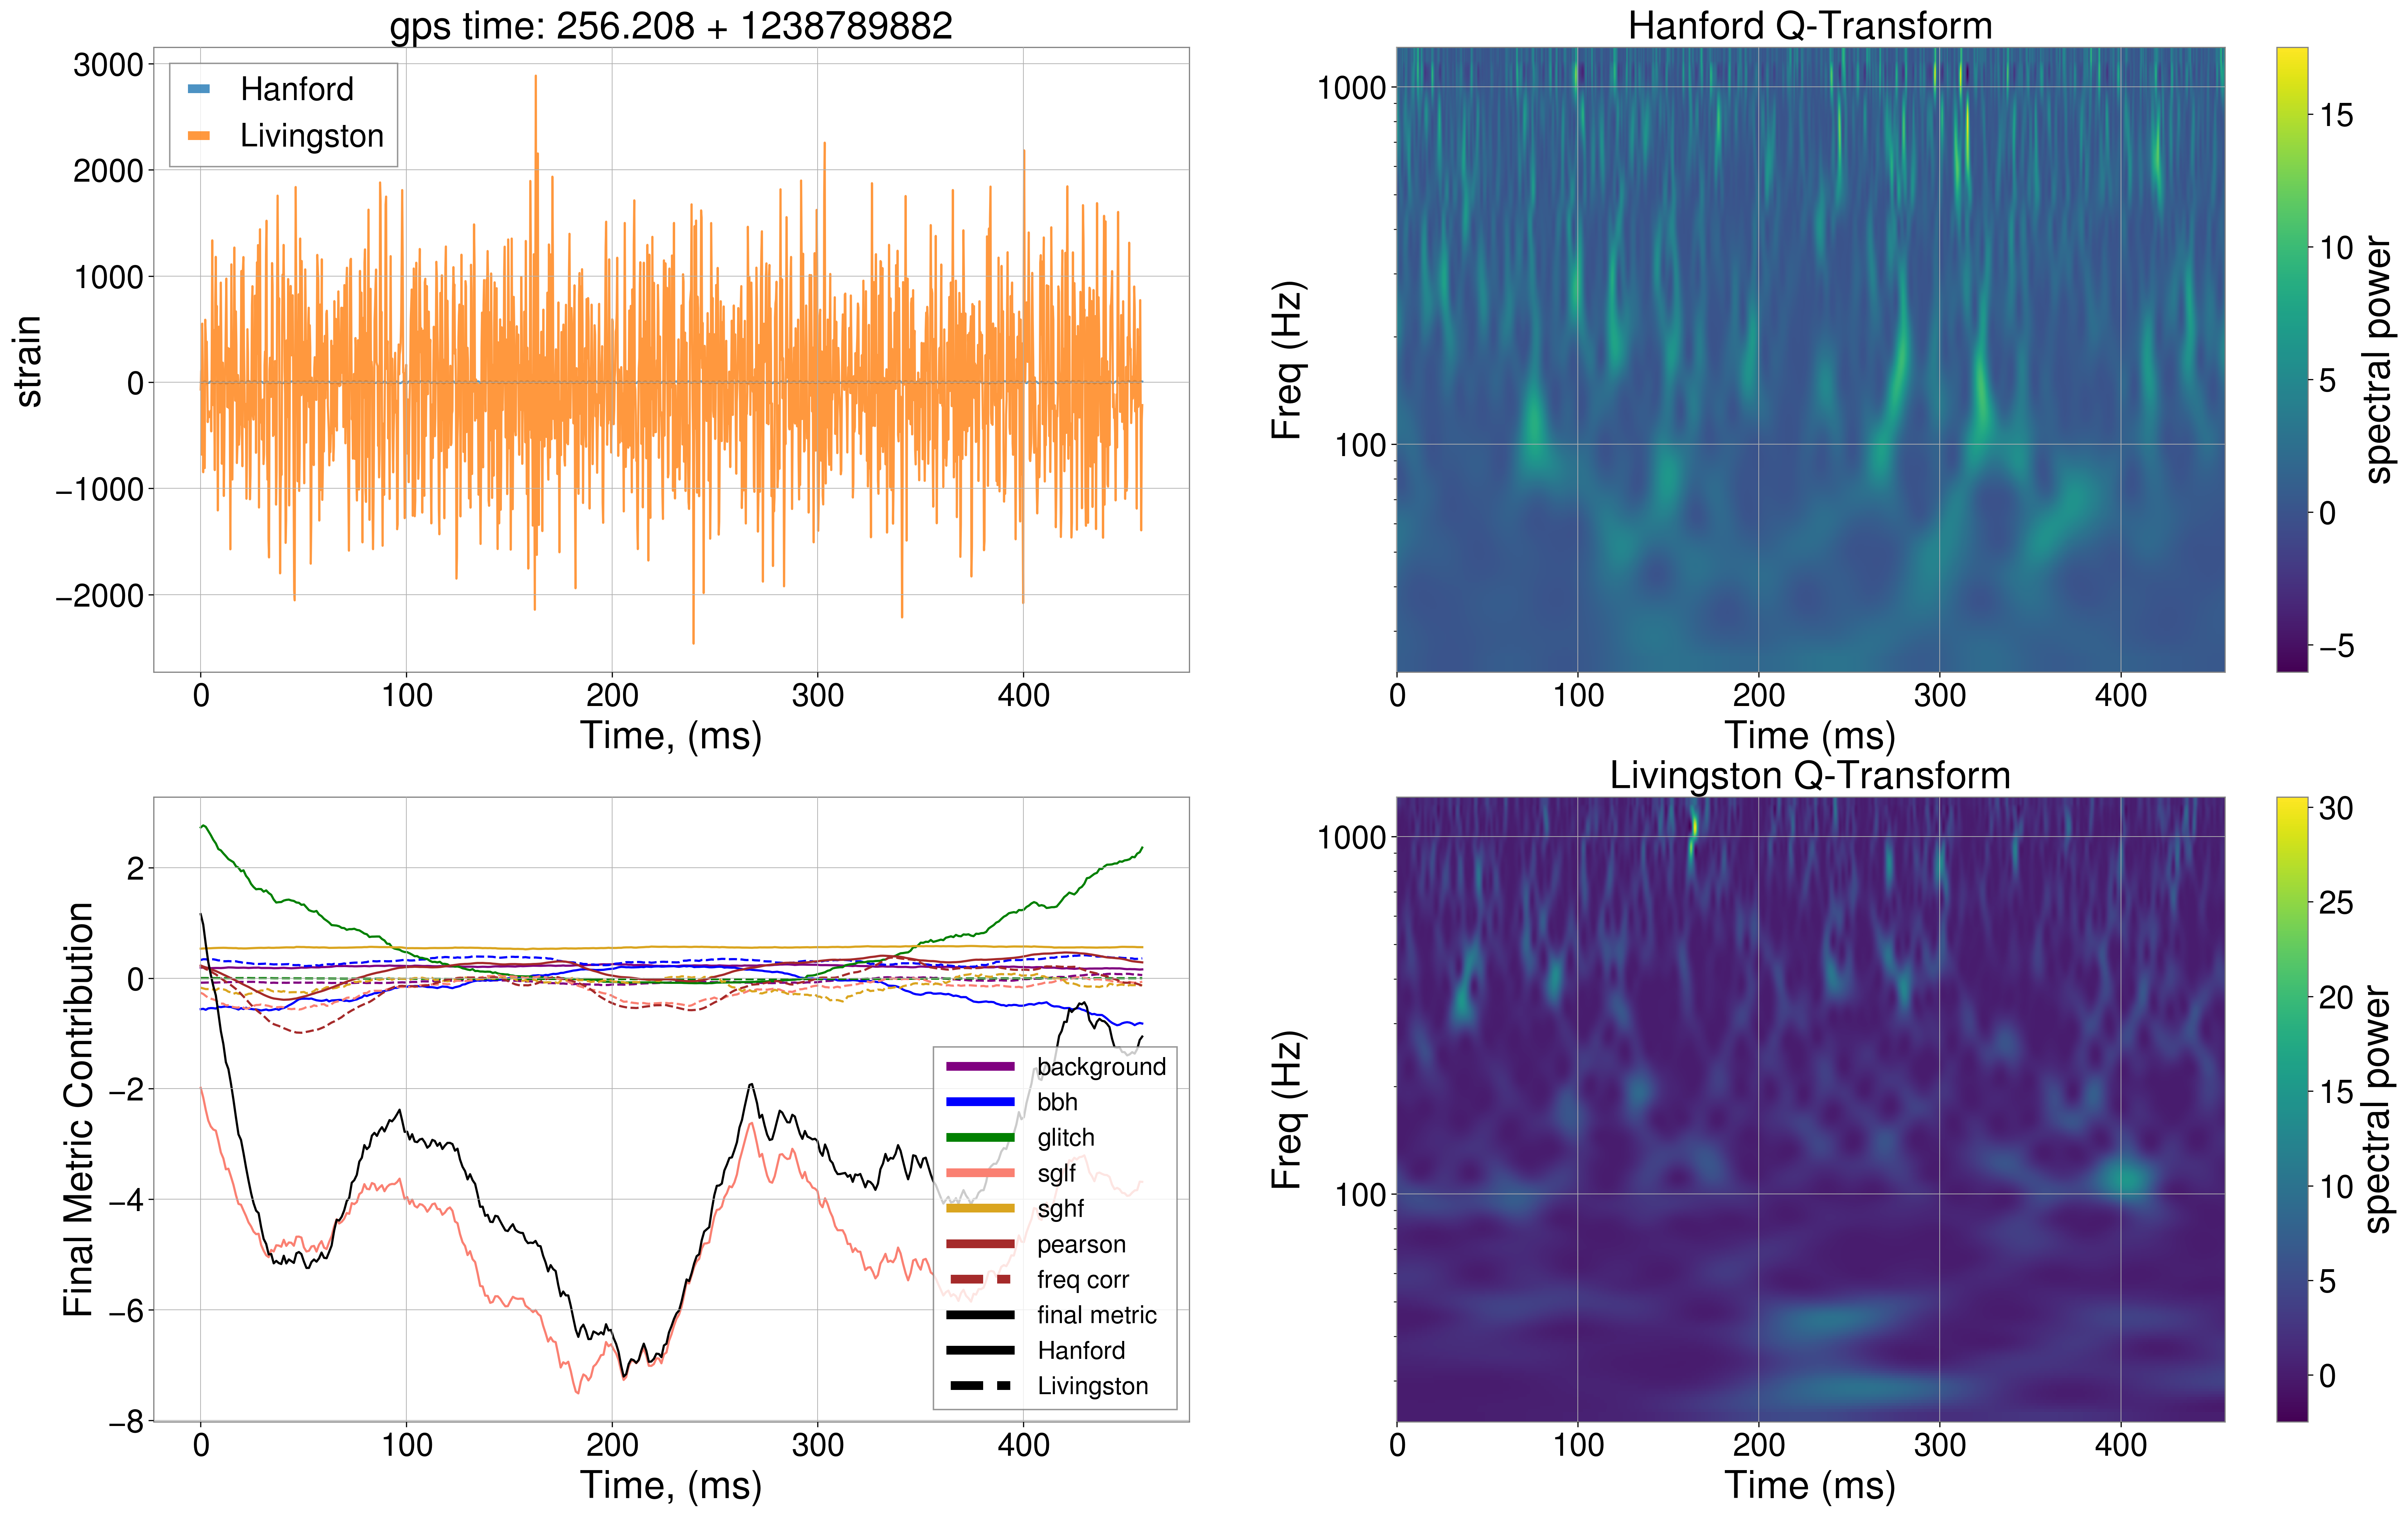 gps time: 256.208 + 1238789882
3000
2000
1000
0
−1000
−2000
strain
Hanford
Livingston
0 100 200 300 400
Time, (ms)
Hanford Q-Transform
1000
100
Freq (Hz)
0 100 200 300 400
Time (ms)
15
10
5
0
−5
spectral power
2
0
−2
−4
−6
−8
Final Metric Contribution
background
bbh
glitch
sglf
sghf
pearson
freq corr
final metric
Hanford
Livingston
0 100 200 300 400
Time, (ms)
Livingston Q-Transform
1000
100
Freq (Hz)
0 100 200 300 400
Time (ms)
30
25
20
15
10
5
0
spectral power